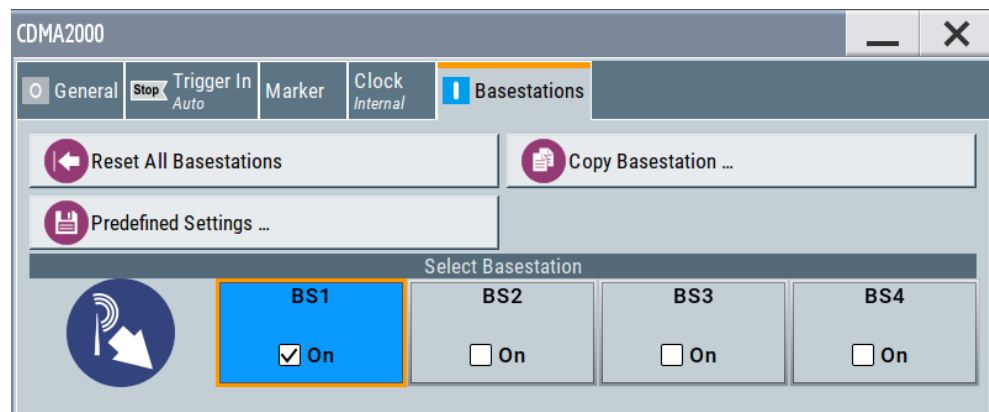 CDMA2000
O General Stop Trigger In Auto Marker Clock Internal I Basestations
Reset All Basestations Copy Basestation ...
Predefined Settings ...
Select Basestation
BS1 BS2 BS3 BS4
On On On On